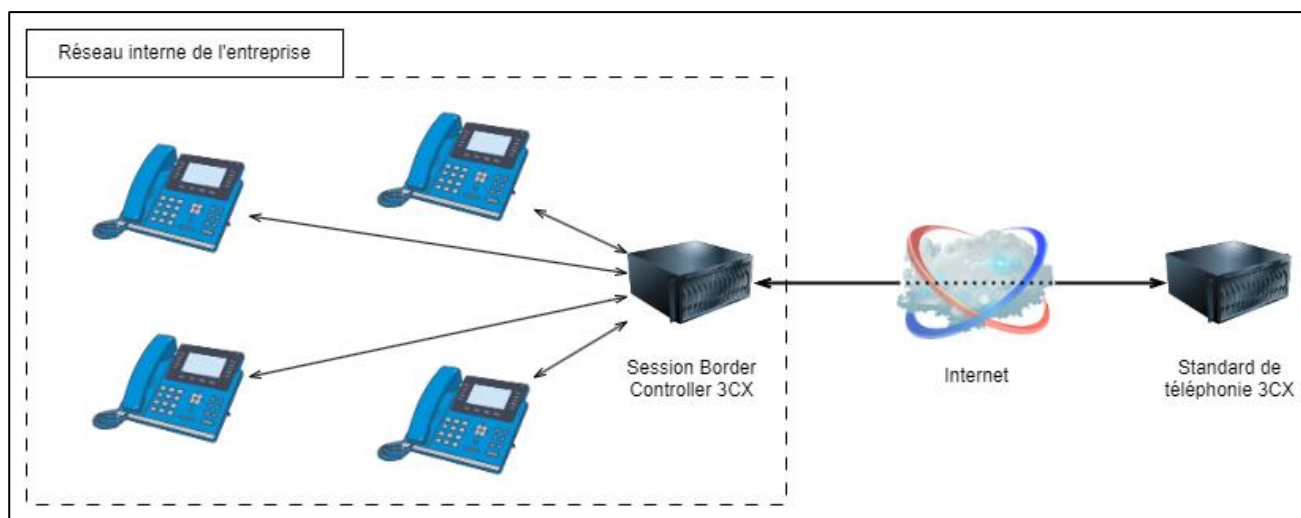 Réseau interne de l'entreprise
Session Border
Controller 3CX
Internet
Standard de
téléphonie 3CX